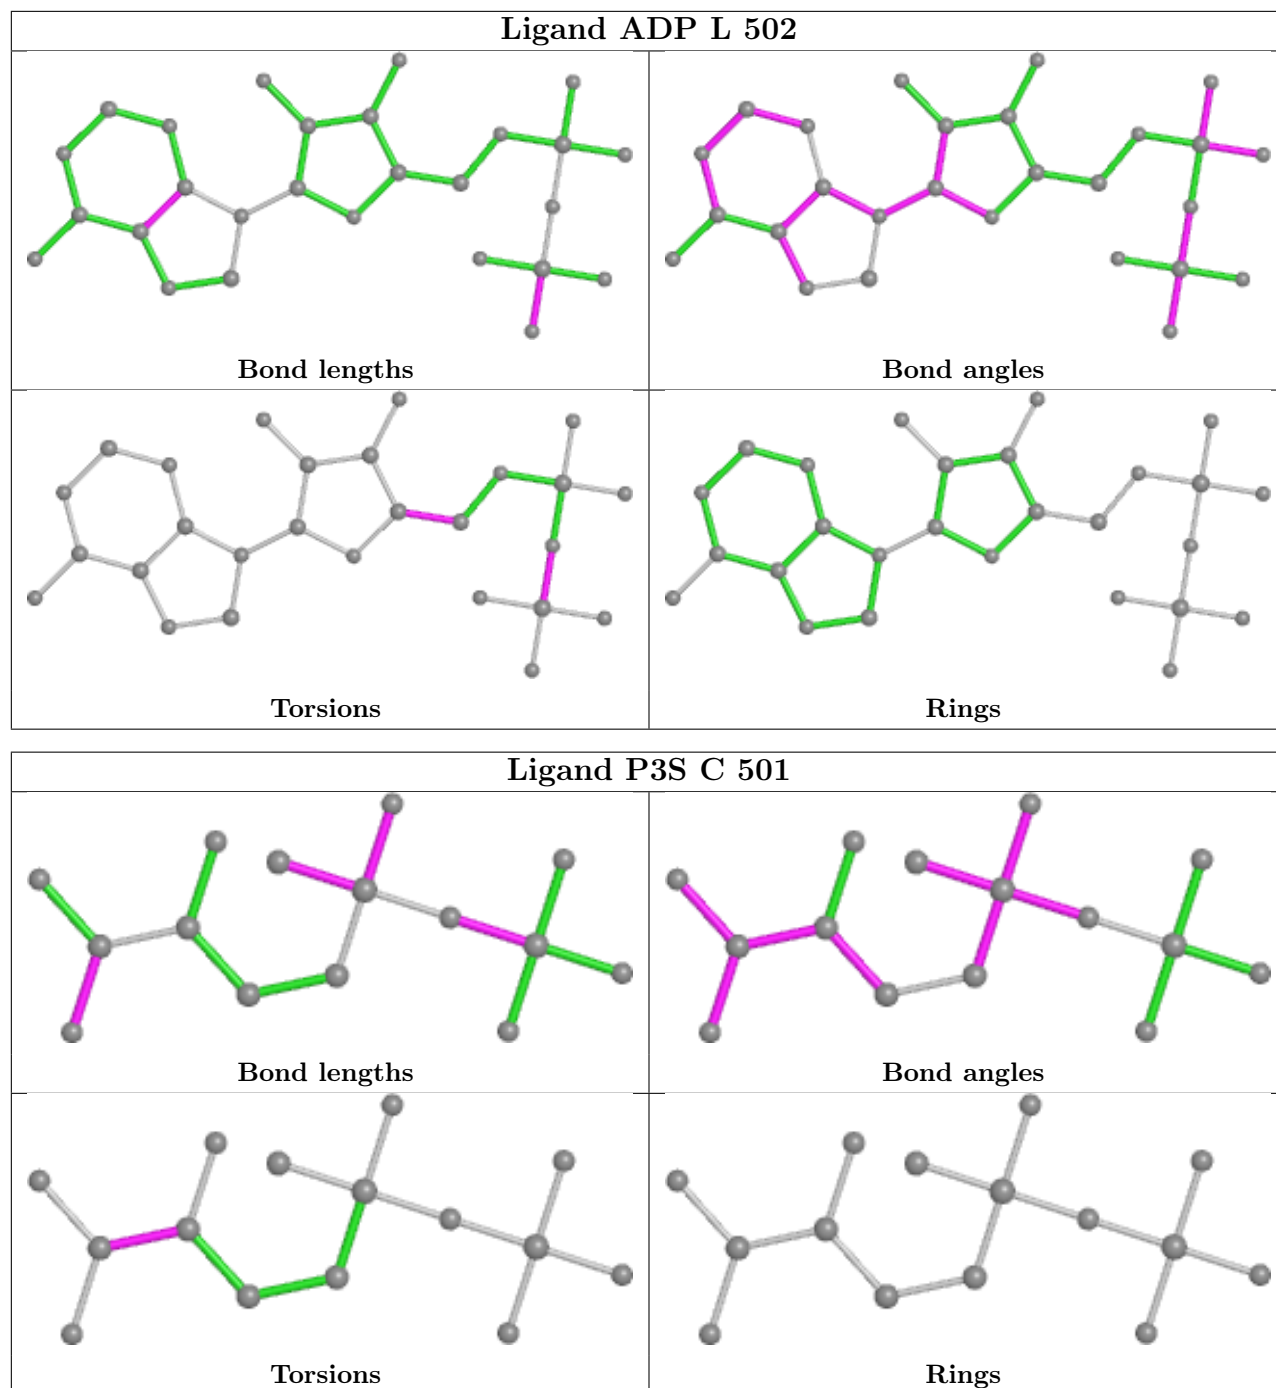 Ligand ADP L 502
Bond lengths
Bond angles
Torsions
Rings
Ligand P3S C 501
Bond lengths
Bond angles
Torsions
Rings